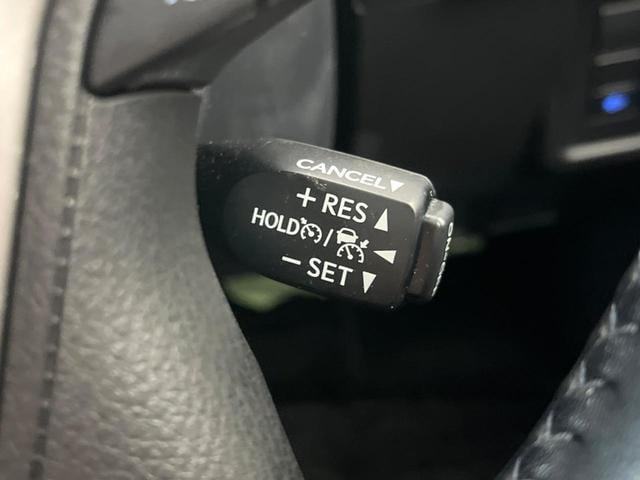 CANCEL▼
+ RES ▲
HOLD / ◀
− SET ▼